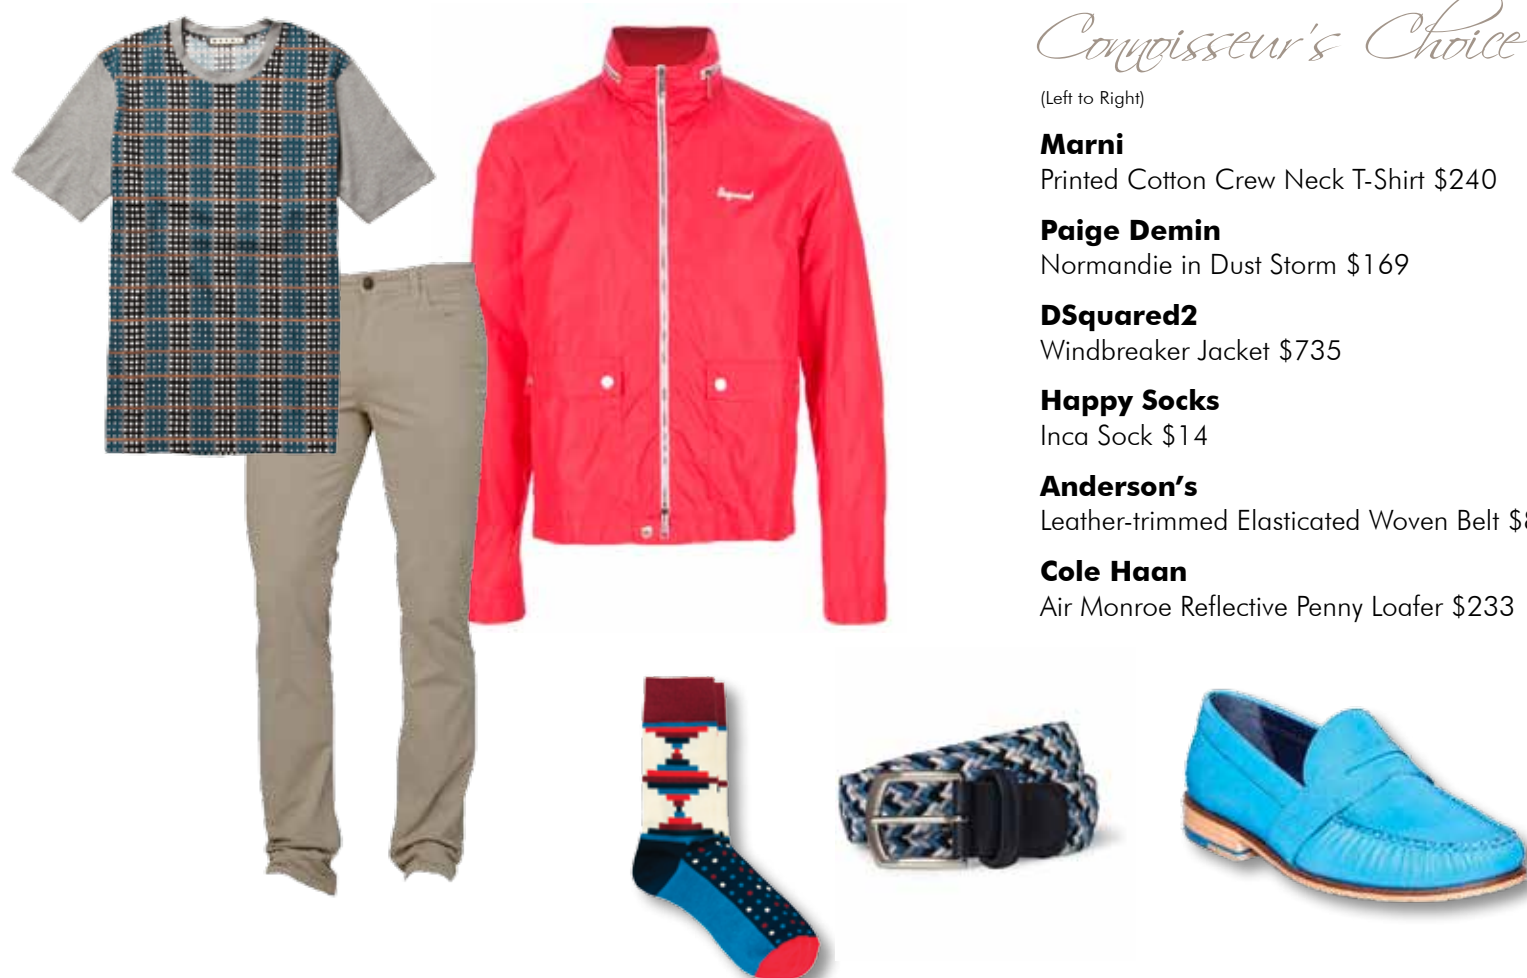 Connoisseur's Choice
(Left to Right)
Marni
Printed Cotton Crew Neck T-Shirt $240
Paige Demin
Normandie in Dust Storm $169
DSquared2
Windbreaker Jacket $735
Happy Socks
Inca Sock $14
Anderson’s
Leather-trimmed Elasticated Woven Belt
Cole Haan
Air Monroe Reflective Penny Loafer $233